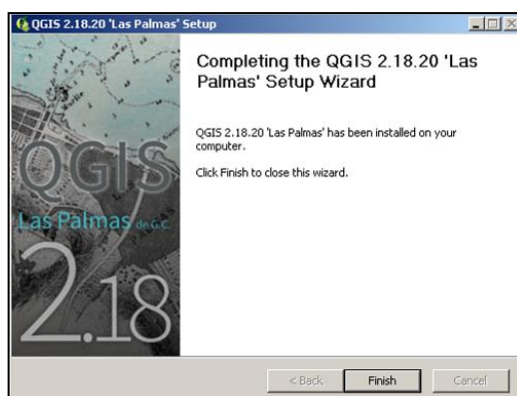 QGIS 2.18.20 'Las Palmas' Setup
Completing the QGIS 2.18.20 'Las
Palmas' Setup Wizard
QGIS 2.18.20 'Las Palmas' has been installed on your
computer.
Click Finish to close this wizard.
QGIS
Las Palmas de G.C.
2.18
< Back
Finish
Cancel